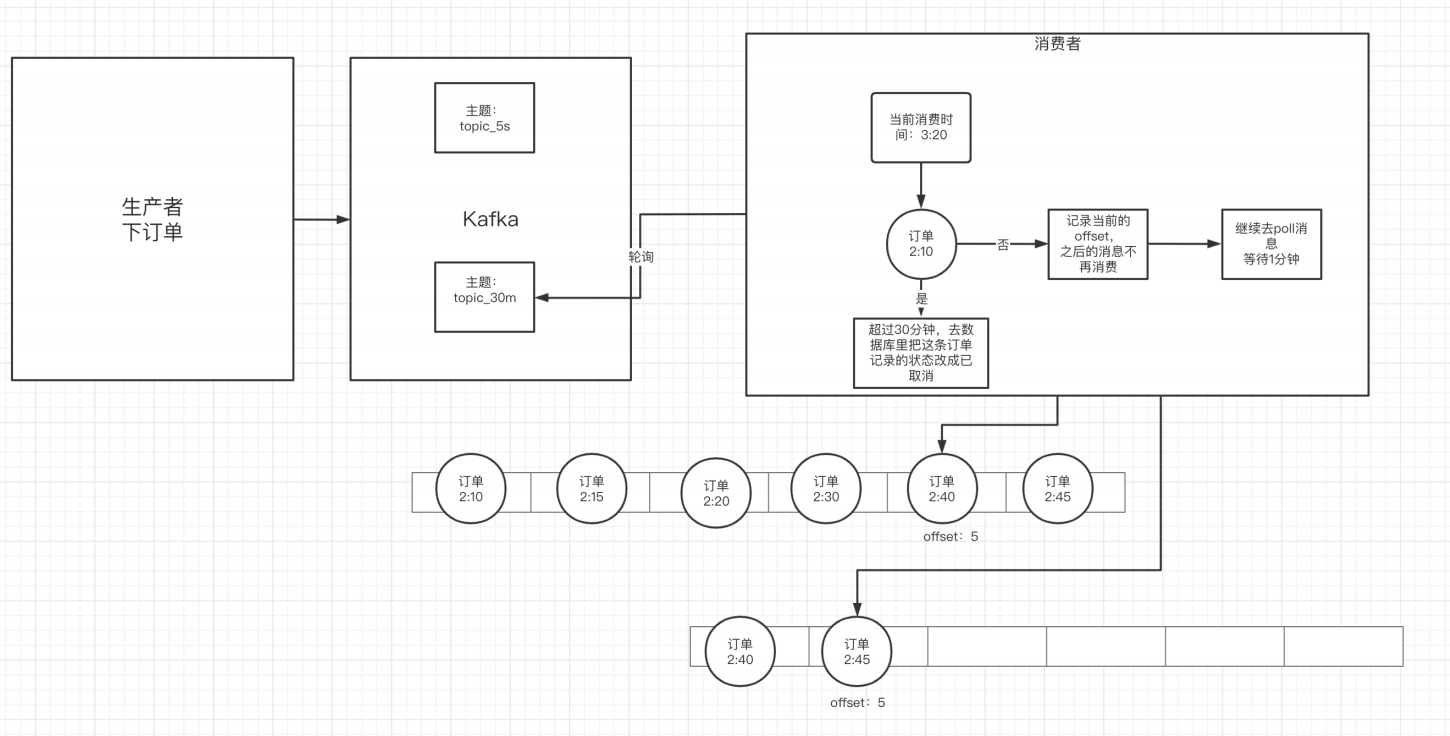 生产者
下订单
主题：
topic_5s
Kafka
主题：
topic_30m
轮询
消费者
当前消费时
间：3:20
订单
2:10
否
记录当前的
offset，
之后的消息不
再消费
继续去poll消
息
等待1分钟
是
超过30分钟，去数
据库里把这条订单
记录的状态改成已
取消
订单
2:10
订单
2:15
订单
2:20
订单
2:30
订单
2:40
订单
2:45
offset：5
订单
2:40
订单
2:45
offset：5